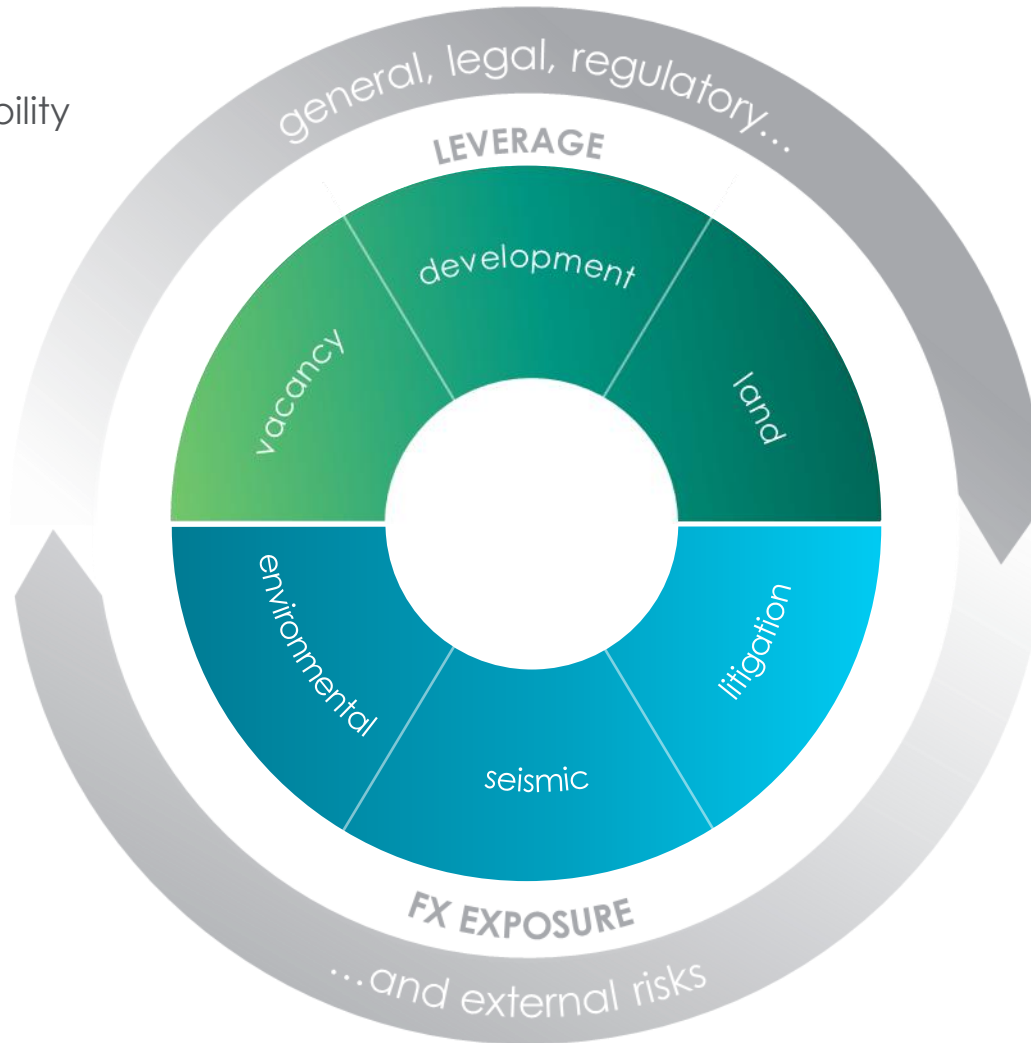 bility
general, legal, regulatory...
LEVERAGE
development
vacancy
land
environmental
litigation
seismic
FX EXPOSURE
...and external risks